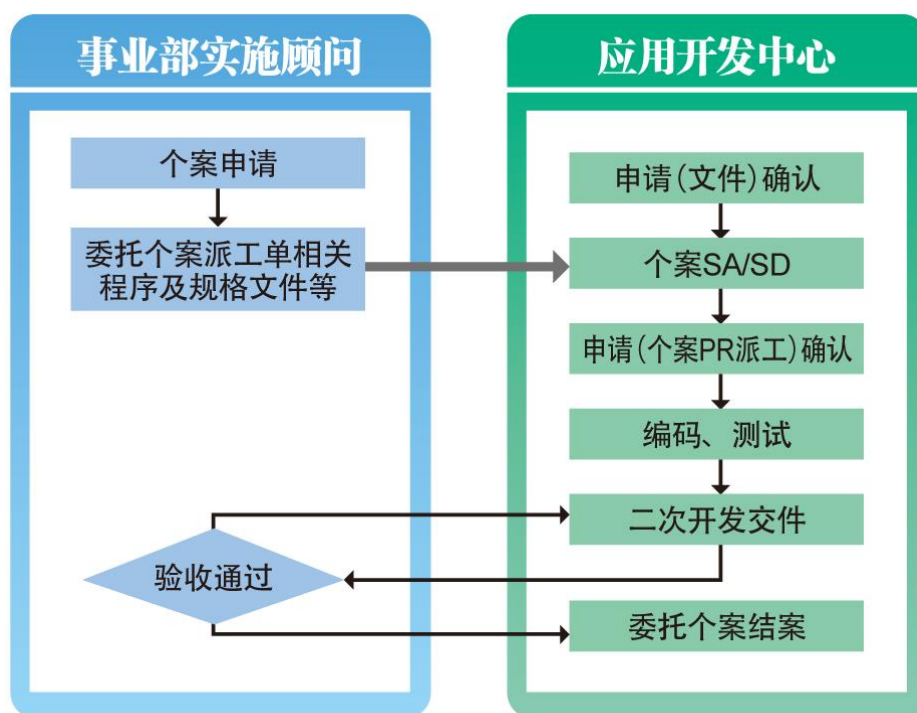 事业部实施顾问
个案申请
委托个案派工单相关
程序及规格文件等
验收通过
应用开发中心
申请(文件)确认
个案SA/SD
申请(个案PR派工)确认
编码、测试
二次开发交件
委托个案结案